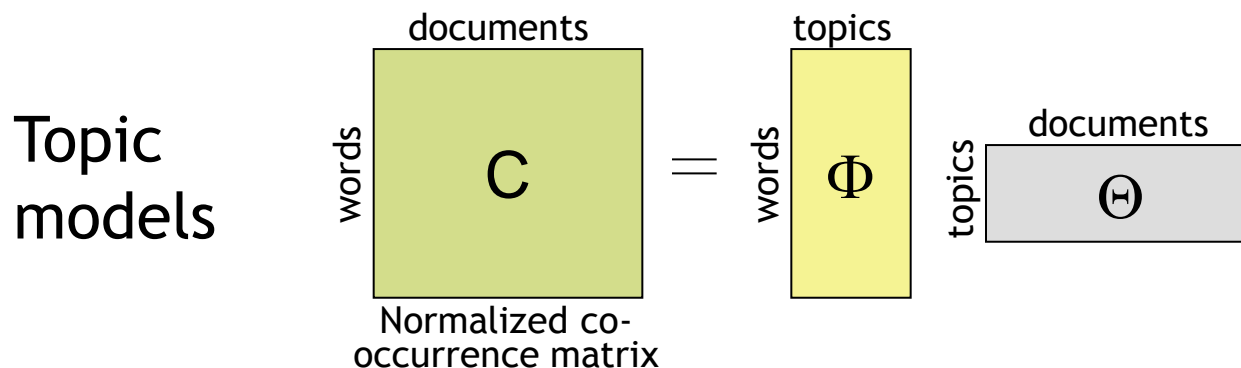 Topic
models
documents
words
C
Normalized co-
occurrence matrix
=
topics
words
Φ
documents
topics
Θ